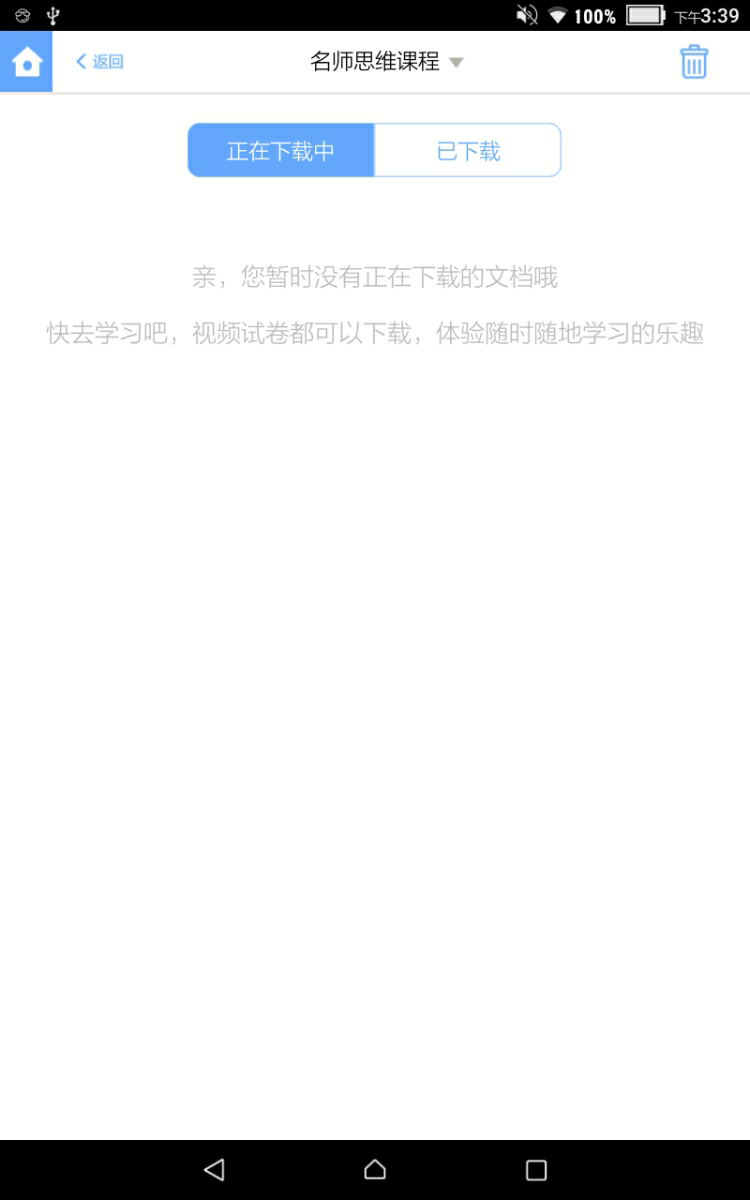 100% 下午3:39
返回 名师思维课程
正在下载中 已下载
亲，您暂时没有正在下载的文档哦
快去学习吧，视频试卷都可以下载，体验随时随地学习的乐趣